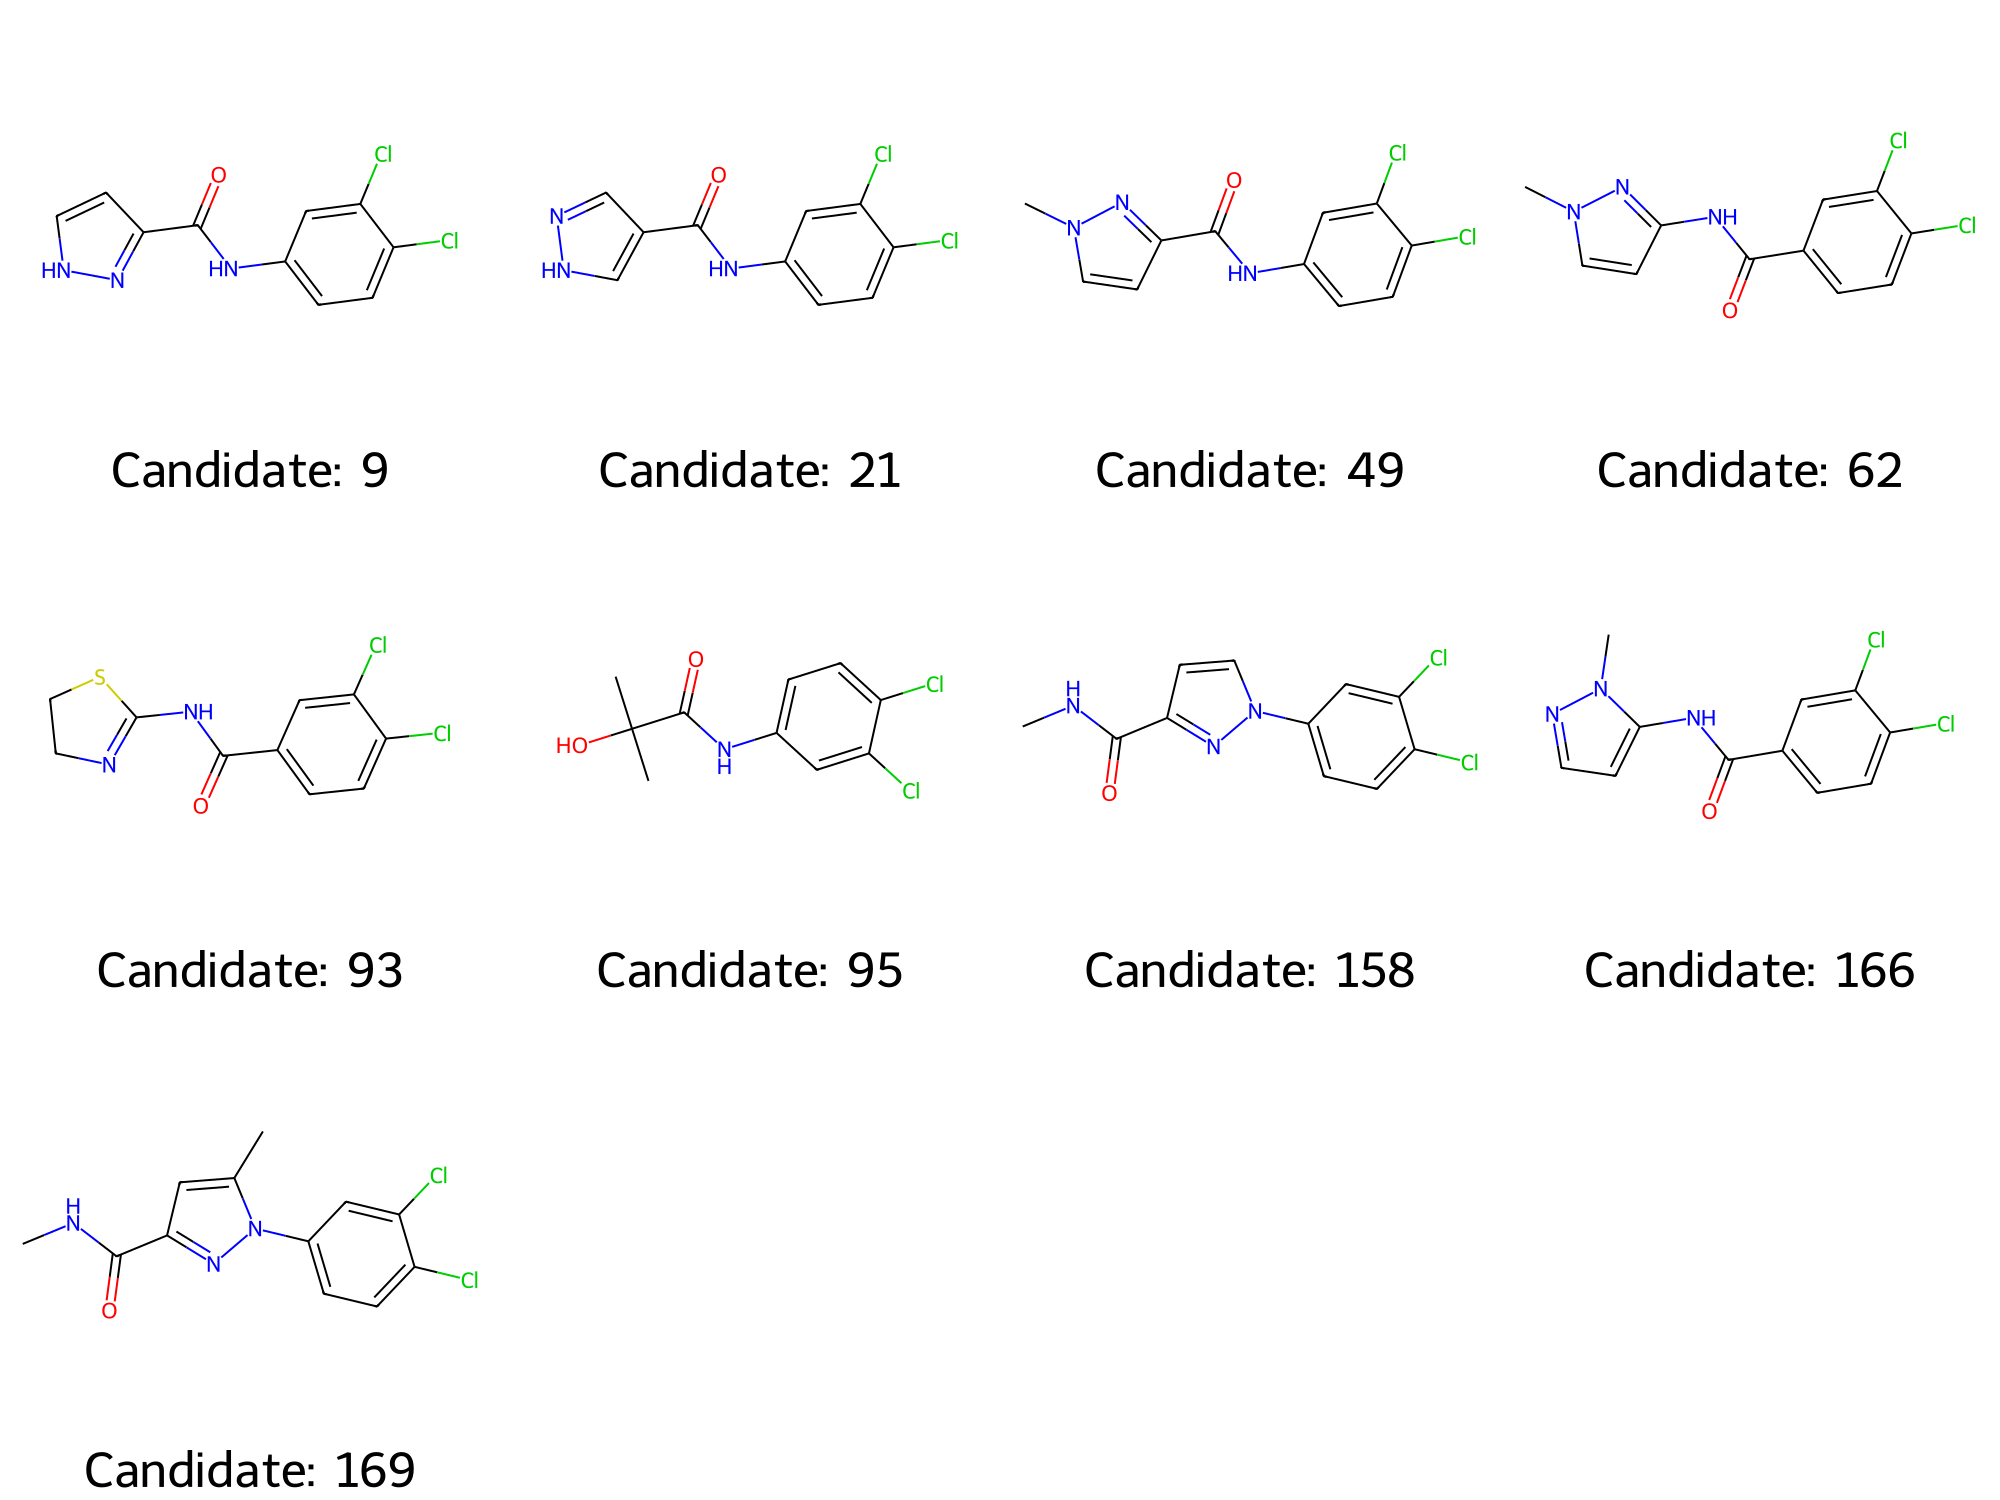 Cl
O
Cl
HN
N
HN
Candidate: 9
Cl
O
N
Cl
HN
HN
Candidate: 21
Cl
O
N
N
Cl
HN
Candidate: 49
Cl
N
N
NH
Cl
O
Candidate: 62
Cl
S
NH
Cl
N
O
Candidate: 93
O
Cl
HO
N
H
Cl
Candidate: 95
Cl
H
N
N
N
Cl
O
Candidate: 158
Cl
N
N
NH
Cl
O
Candidate: 166
Cl
H
N
N
N
Cl
O
Candidate: 169